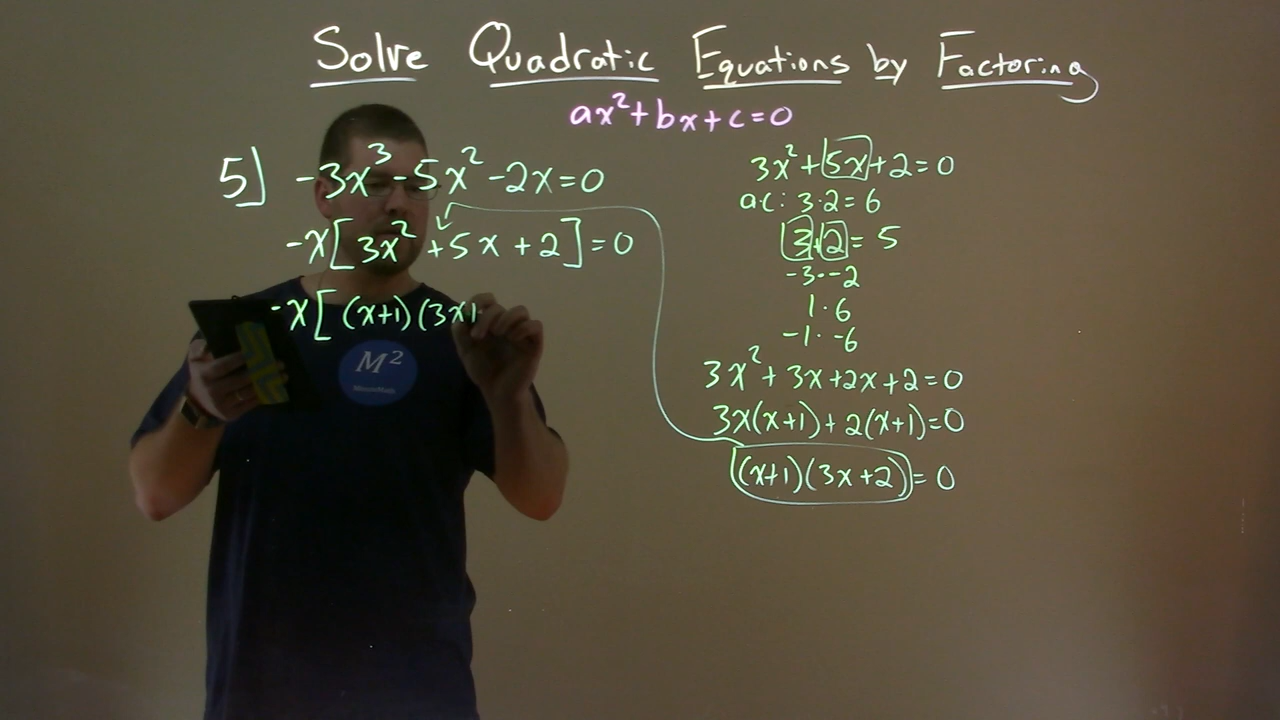 Solve Quadratic Equations by Factoring
ax²+bx+c=0
5] -3x³-5x²-2x=0
-x[3x²+5x+2]=0
-x[(x+1)(3x+
M²
3x²+5x+2=0
ac: 3·2=6
3+2=5
-3·-2
1·6
-1·-6
3x²+3x+2x+2=0
3x(x+1)+2(x+1)=0
(x+1)(3x+2)=0